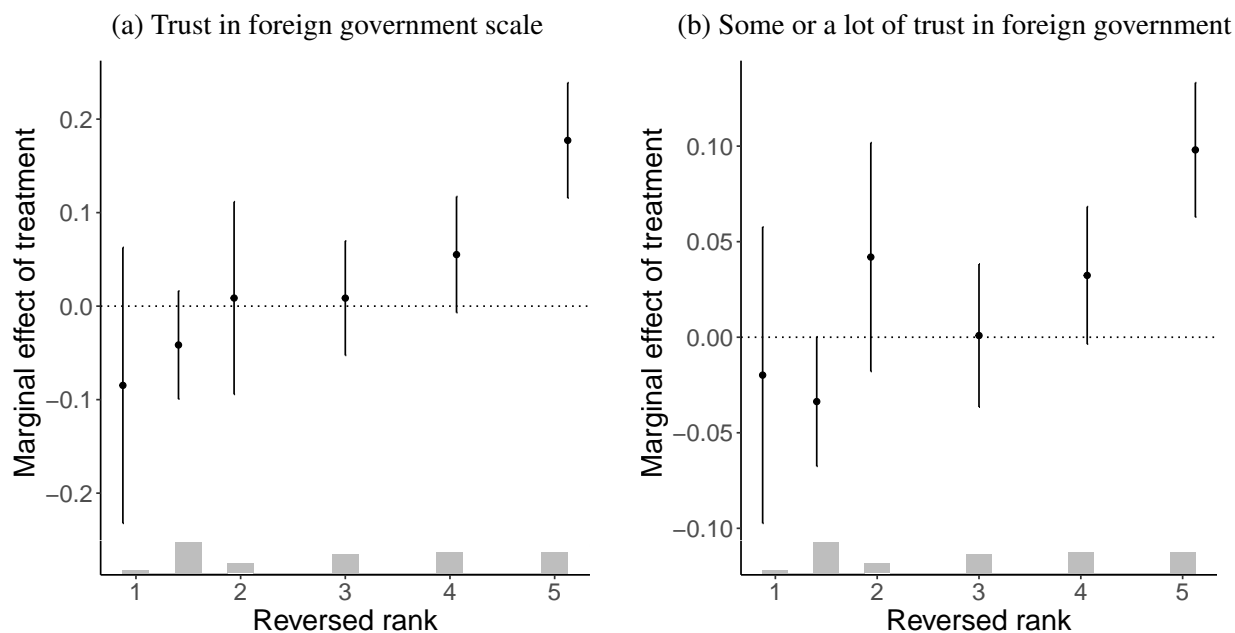 (a) Trust in foreign government scale
Marginal effect of treatment
0.2
0.1
0.0
−0.1
−0.2
1 2 3 4 5
Reversed rank
(b) Some or a lot of trust in foreign government
Marginal effect of treatment
0.10
0.05
0.00
−0.05
−0.10
1 2 3 4 5
Reversed rank